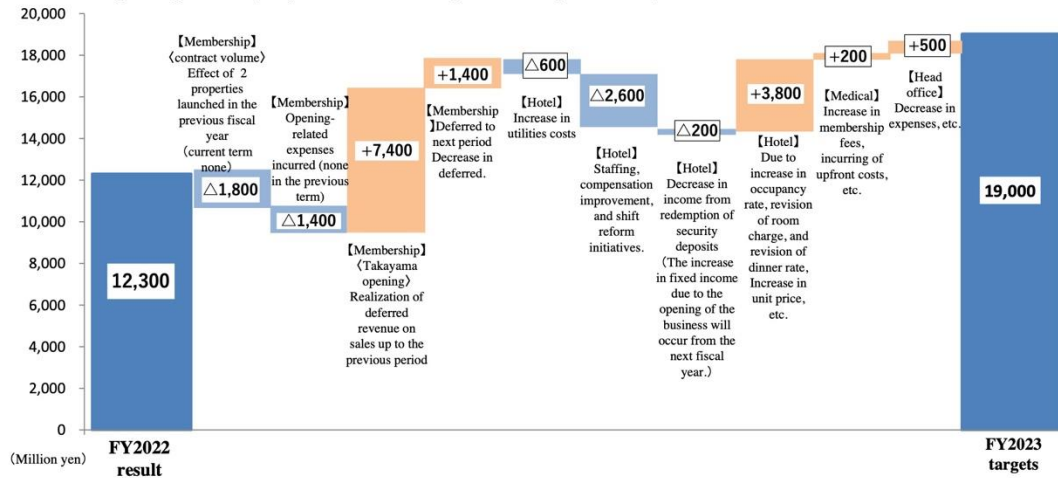 20,000
18,000
16,000
14,000
12,000
10,000
8,000
6,000
4,000
2,000
0
(Million yen)
12,300
FY2022
result
【Membership】
〈contract volume〉
Effect of 2
properties
launched in the
previous fiscal
year
(current term
none)
△1,800
【Membership】
Opening-
related
expenses
incurred (none
in the previous
term)
△1,400
+7,400
【Membership】
〈Takayama
opening〉
Realization of
deferred
revenue on
sales up to the
previous period
+1,400
【Membership
】Deferred to
next period
Decrease in
deferred.
△600
【Hotel】
Increase in
utilities costs
△2,600
【Hotel】
Staffing,
compensation
improvement,
and shift
reform
initiatives.
△200
【Hotel】
Decrease in
income from
redemption of
security
deposits
(The increase
in fixed income
due to the
opening of the
business will
occur from the
next fiscal
year.)
+3,800
【Hotel】
Due to
increase in
occupancy
rate, revision
of room
charge, and
revision of
dinner rate,
Increase in
unit price,
etc.
+200
【Medical】
Increase in
membership
fees,
incurring of
upfront costs,
etc.
+500
【Head
office】
Decrease in
expenses, etc.
19,000
FY2023
targets